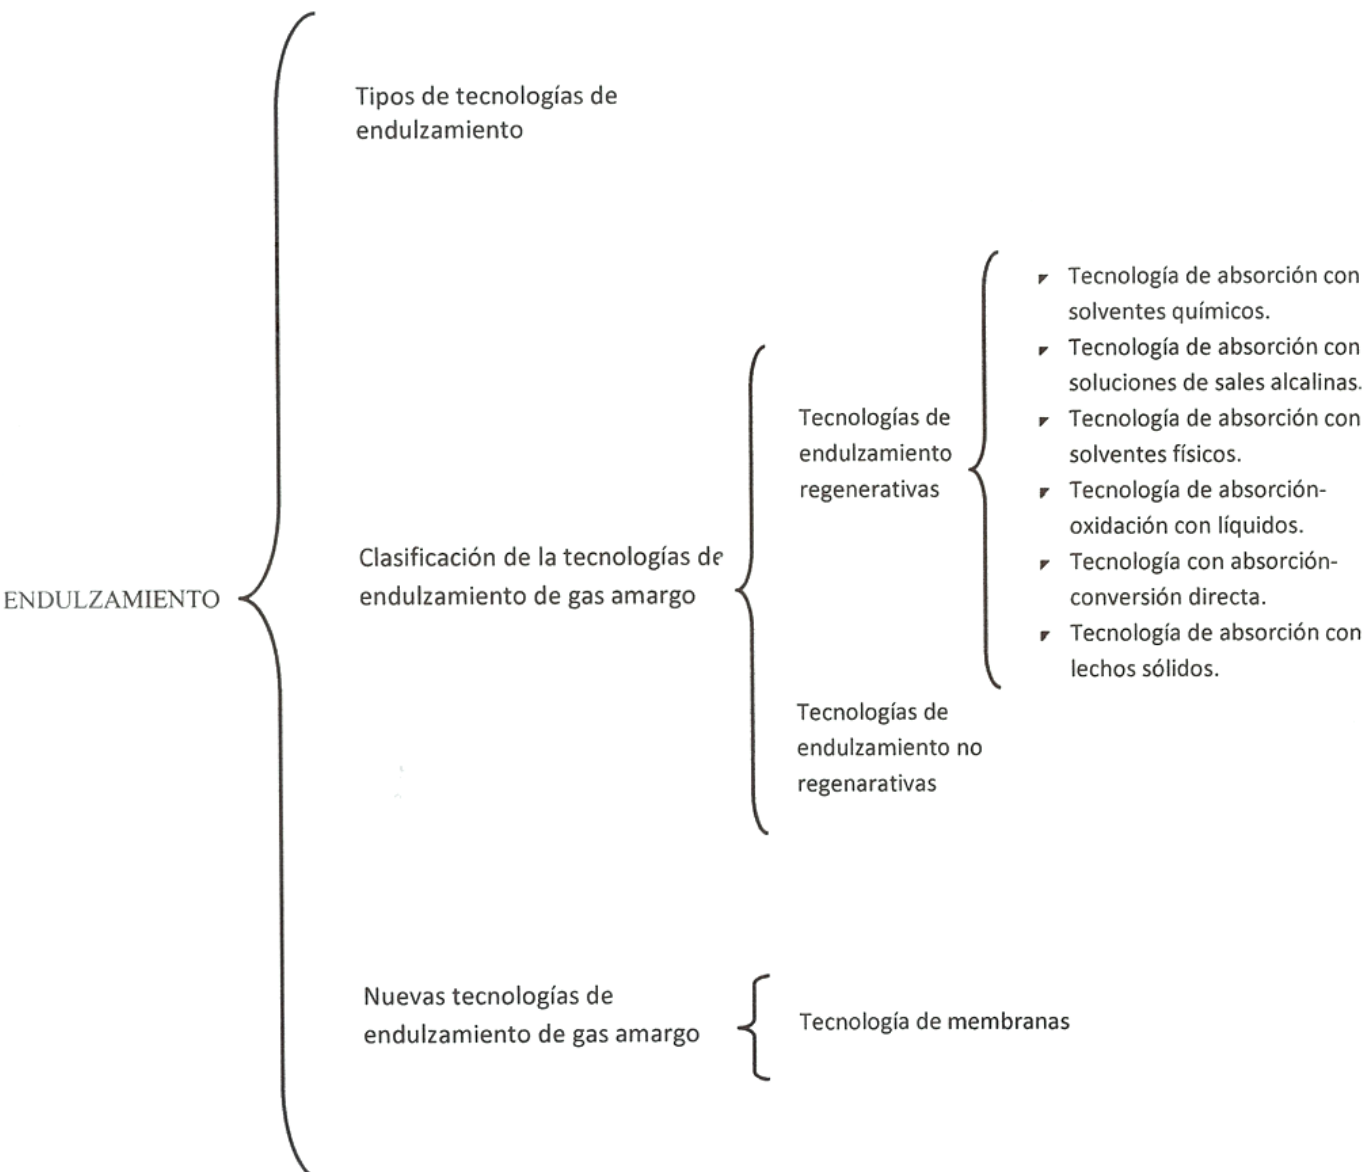 Tipos de tecnologías de
endulzamiento
Tecnología de absorción con
solventes químicos.
Tecnología de absorción con
soluciones de sales alcalinas.
Tecnologías de
endulzamiento
regenerativas
Tecnología de absorción con
solventes físicos.
Tecnología de absorción-
oxidación con líquidos.
Clasificación de la tecnologías de
endulzamiento de gas amargo
ENDULZAMIENTO
Tecnología con absorción-
conversión directa.
Tecnología de absorción con
lechos sólidos.
Tecnologías de
endulzamiento no
regenarativas
Nuevas tecnologías de
endulzamiento de gas amargo
Tecnología de membranas